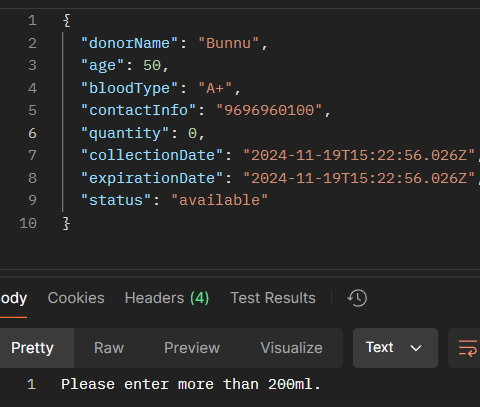 1 {
2 "donorName": "Bunnu",
3 "age": 50,
4 "bloodType": "A+",
5 "contactInfo": "9696960100",
6 "quantity": 0,
7 "collectionDate": "2024-11-19T15:22:56.026Z",
8 "expirationDate": "2024-11-19T15:22:56.026Z",
9 "status": "available"
10 }
ody Cookies Headers (4) Test Results
Pretty Raw Preview Visualize Text
1 Please enter more than 200ml.